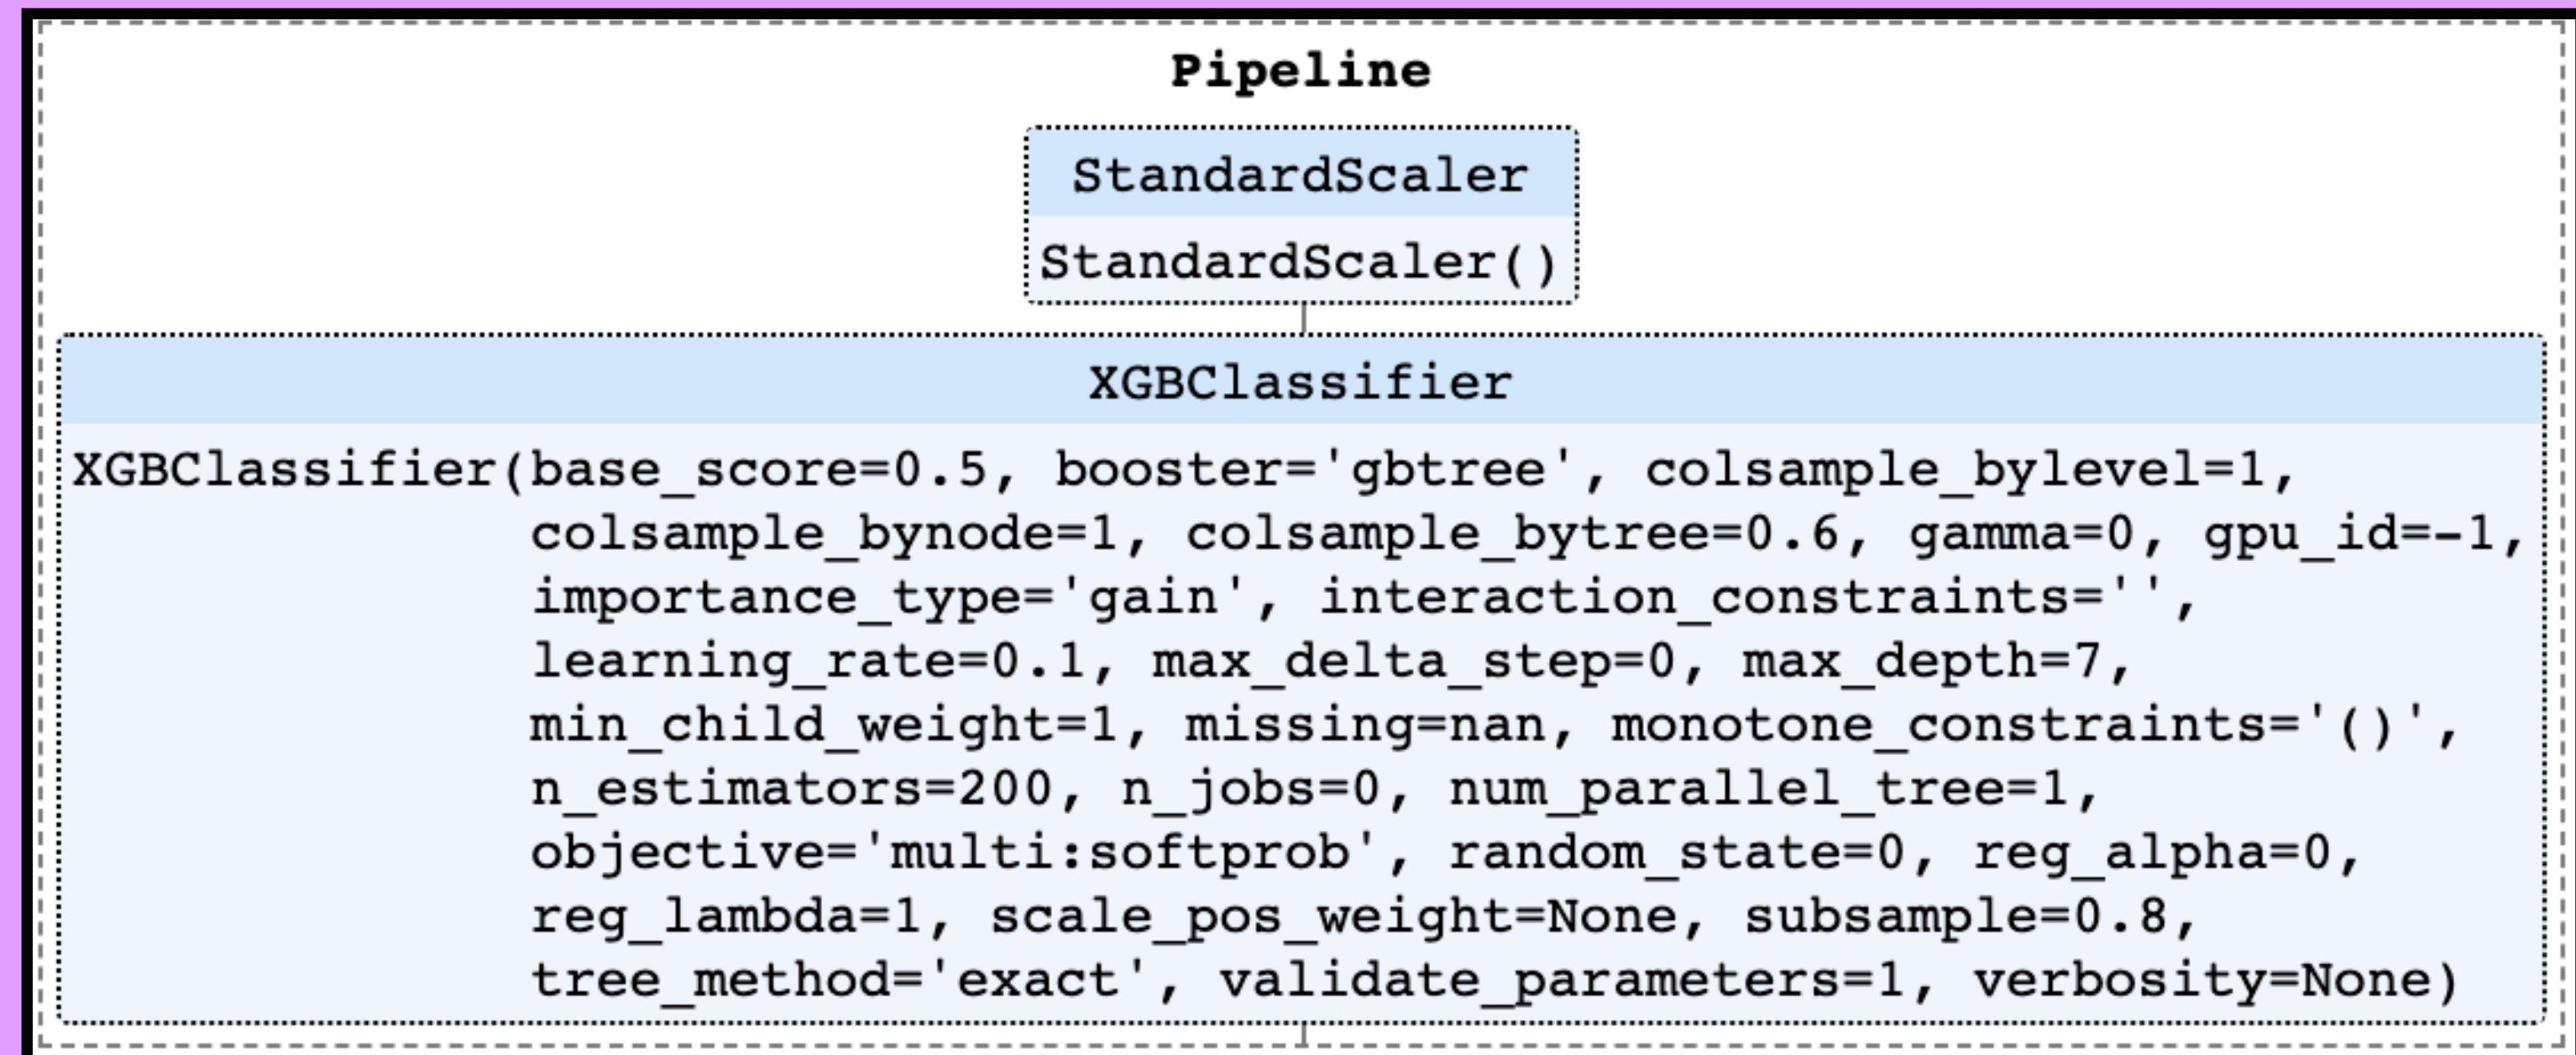 Pipeline
StandardScaler
StandardScaler()
XGBClassifier
XGBClassifier(base_score=0.5, booster='gbtree', colsample_bylevel=1,
colsample_bynode=1, colsample_bytree=0.6, gamma=0, gpu_id=-1,
importance_type='gain', interaction_constraints='',
learning_rate=0.1, max_delta_step=0, max_depth=7,
min_child_weight=1, missing=nan, monotone_constraints='()',
n_estimators=200, n_jobs=0, num_parallel_tree=1,
objective='multi:softprob', random_state=0, reg_alpha=0,
reg_lambda=1, scale_pos_weight=None, subsample=0.8,
tree_method='exact', validate_parameters=1, verbosity=None)